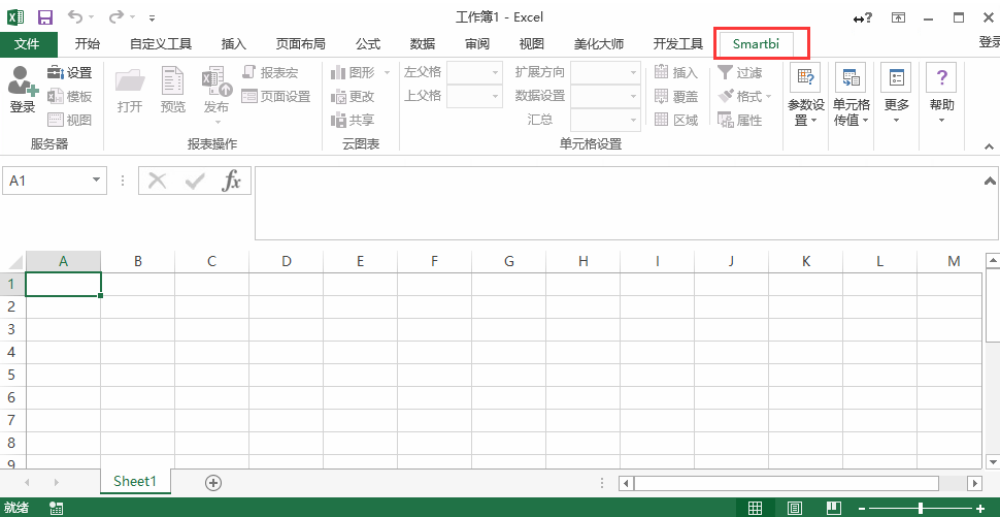 工作簿1 - Excel
文件 开始 自定义工具 插入 页面布局 公式 数据 审阅 视图 美化大师 开发工具 Smartbi 登录
登录 设置 模板 视图
服务器
打开 预览 发布 报表宏 页面设置
报表操作
图形 更改 共享
云图表
左父格 上父格 扩展方向 数据设置 汇总 插入 覆盖 区域 过滤 格式 属性
单元格设置
参数设置 单元格传值 更多 帮助
A1 fx
A B C D E F G H I J K L M
1
2
3
4
5
6
7
8
9
Sheet1
就绪